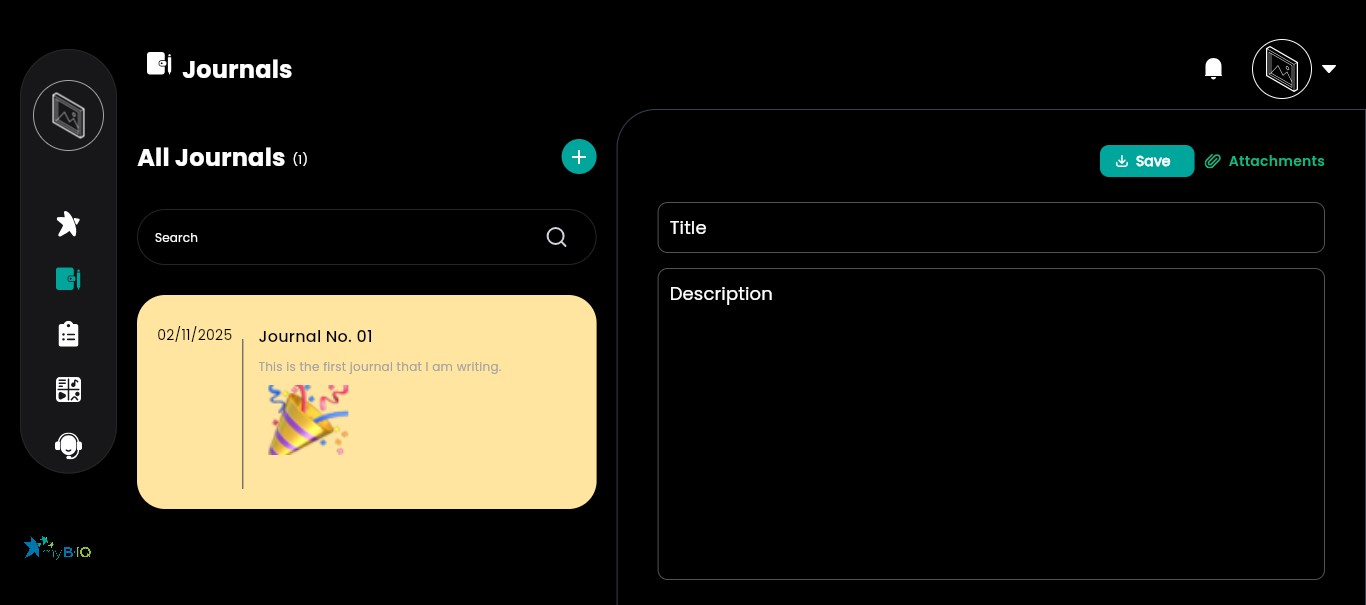 Journals
All Journals (1)
Search
02/11/2025
Journal No. 01
This is the first journal that I am writing.
Save
Attachments
Title
Description
myBIQ